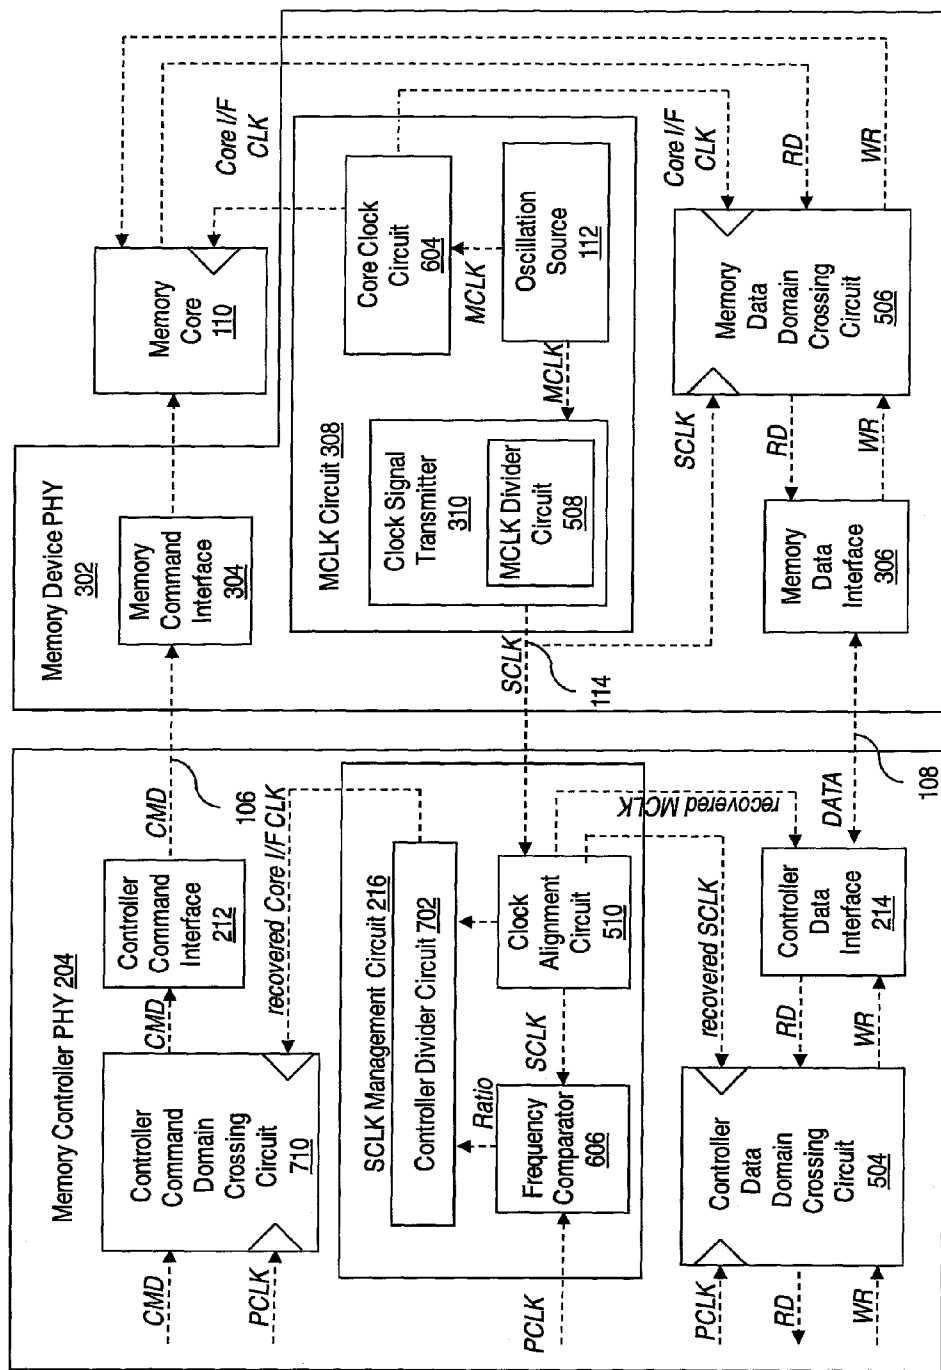 Memory Controller PHY 204
CMD
PCLK
Controller
Command
Domain
Crossing
Circuit
710
CMD
Controller
Command
Interface
212
CMD
106
recovered Core I/F CLK
SCLK Management Circuit 216
Controller Divider Circuit 702
Ratio
PCLK
Frequency
Comparator
606
SCLK
Clock
Alignment
Circuit
510
recovered MCLK
recovered SCLK
PCLK
RD
WR
Controller
Data
Domain
Crossing
Circuit
504
RD
WR
Controller
Data
Interface
214
DATA
108
Memory Device PHY
302
Memory
Command
Interface
304
Memory
Core
110
Core I/F
CLK
MCLK Circuit 308
Clock Signal
Transmitter
310
MCLK Divider
Circuit
508
SCLK
114
MCLK
MCLK
Core Clock
Circuit
604
Oscillation
Source
112
SCLK
Memory
Data
Interface
306
RD
WR
Memory
Data
Domain
Crossing
Circuit
506
Core I/F
CLK
RD
WR